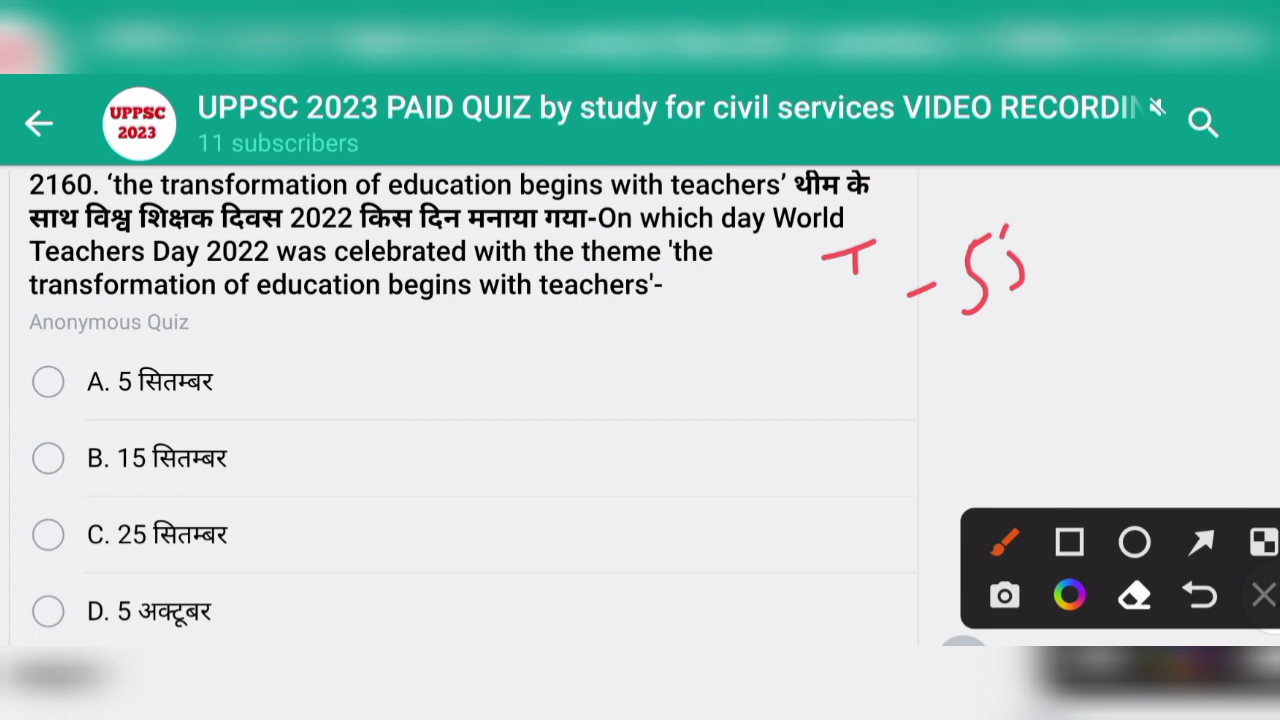 UPPSC
2023
UPPSC 2023 PAID QUIZ by study for civil services VIDEO RECORDIN
11 subscribers
2160. ‘the transformation of education begins with teachers’ थीम के
साथ विश्व शिक्षक दिवस 2022 किस दिन मनाया गया-On which day World
Teachers Day 2022 was celebrated with the theme 'the
transformation of education begins with teachers'-
Anonymous Quiz
A. 5 सितम्बर
B. 15 सितम्बर
C. 25 सितम्बर
D. 5 अक्टूबर